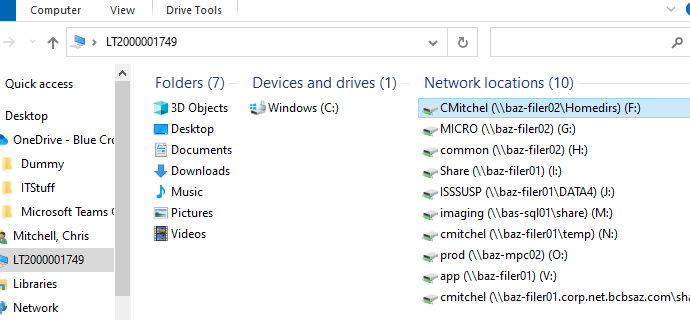 Computer View Drive Tools
LT2000001749
Quick access
Desktop
OneDrive - Blue Cro
Dummy
ITStuff
Microsoft Teams C
Mitchell, Chris
LT2000001749
Libraries
Network
Folders (7)
3D Objects
Desktop
Documents
Downloads
Music
Pictures
Videos
Devices and drives (1)
Windows (C:)
Network locations (10)
CMitchel (\\baz-filer02\Homedirs) (F:)
MICRO (\\baz-filer02) (G:)
common (\\baz-filer02) (H:)
Share (\\baz-filer01) (I:)
ISSSUSP (\\baz-filer01\DATA4) (J:)
imaging (\\bas-sql01\share) (M:)
cmitchel (\\baz-filer01\temp) (N:)
prod (\\baz-mpc02) (O:)
app (\\baz-filer01) (V:)
cmitchel (\\baz-filer01.corp.net.bcbsaz.com\sha